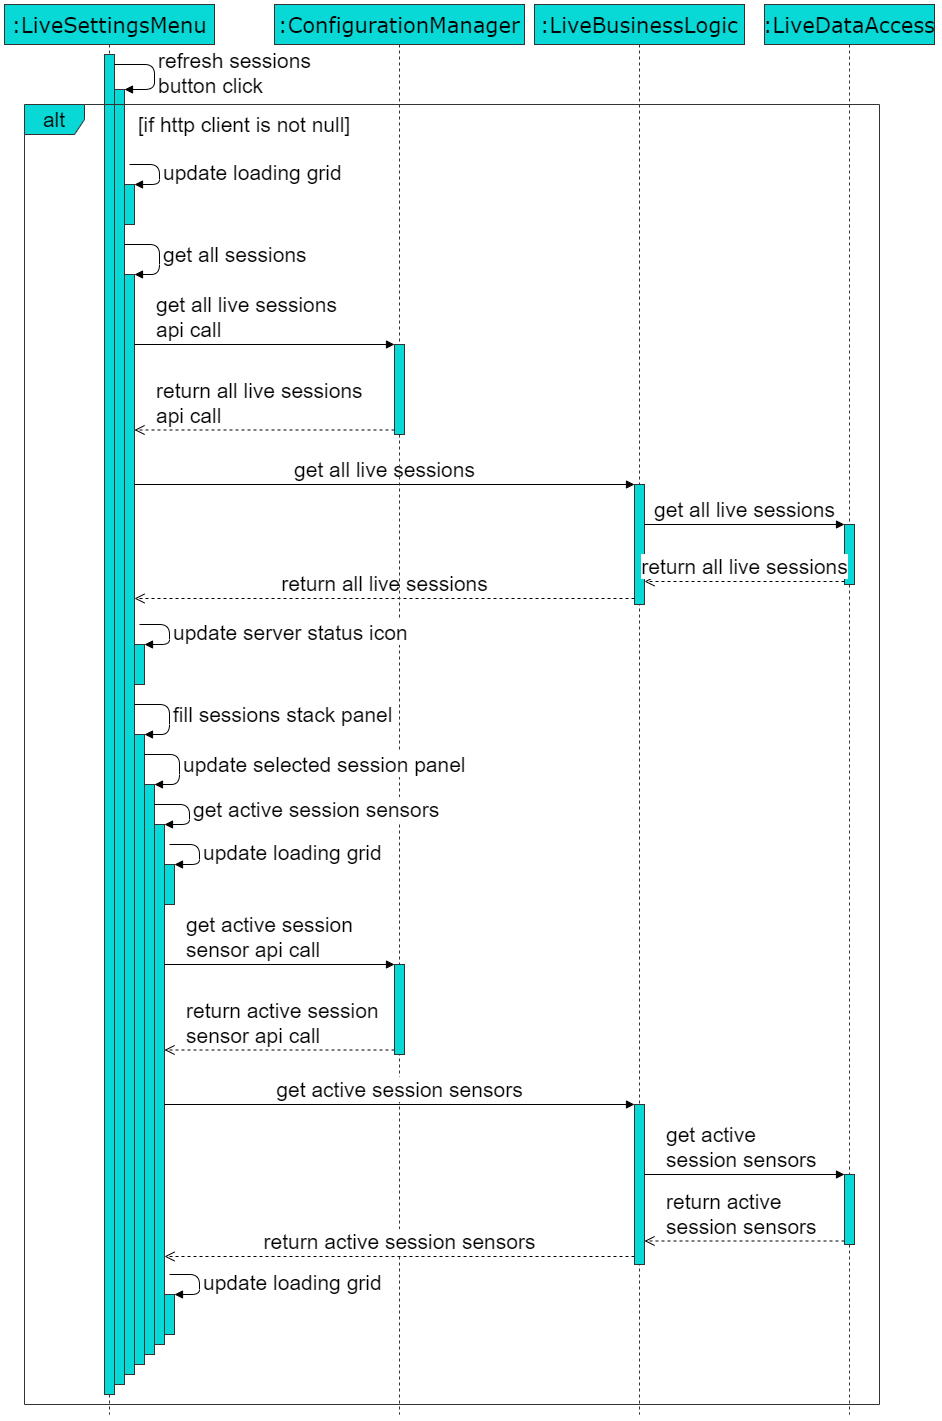 :LiveSettingsMenu
:ConfigurationManager
:LiveBusinessLogic
:LiveDataAccess
refresh sessions
button click
alt
[if http client is not null]
update loading grid
get all sessions
get all live sessions
api call
return all live sessions
api call
get all live sessions
get all live sessions
return all live sessions
return all live sessions
update server status icon
fill sessions stack panel
update selected session panel
get active session sensors
update loading grid
get active session
sensor api call
return active session
sensor api call
get active session sensors
get active
session sensors
return active
session sensors
return active session sensors
update loading grid